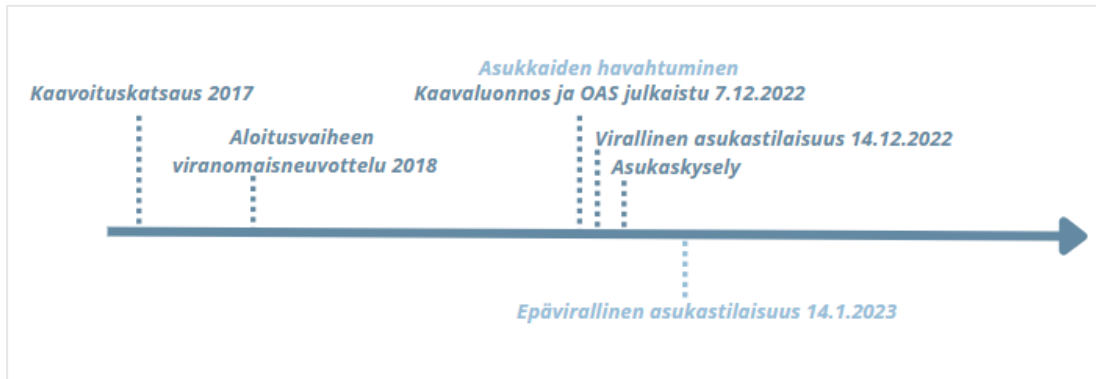 Asukkaiden havahtuminen
Kaavoituskatsaus 2017
Kaavaluonnos ja OAS julkaistu 7.12.2022
Aloitusvaiheen
viranomaisneuvottelu 2018
Virallinen asukastilaisuus 14.12.2022
Asukaskysely
Epävirallinen asukastilaisuus 14.1.2023